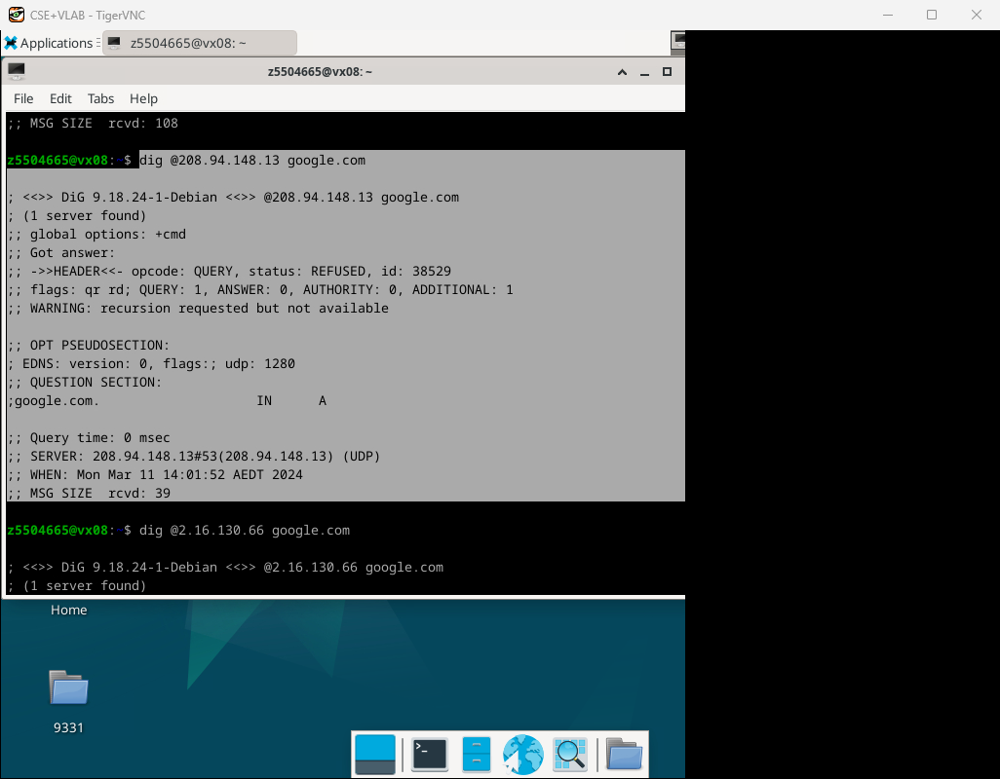 CSE+VLAB - TigerVNC
Applications z5504665@vx08: ~
z5504665@vx08: ~
File Edit Tabs Help
;; MSG SIZE  rcvd: 108
z5504665@vx08:~$ dig @208.94.148.13 google.com
; <<>> DiG 9.18.24-1-Debian <<>> @208.94.148.13 google.com
; (1 server found)
;; global options: +cmd
;; Got answer:
;; ->>HEADER<<- opcode: QUERY, status: REFUSED, id: 38529
;; flags: qr rd; QUERY: 1, ANSWER: 0, AUTHORITY: 0, ADDITIONAL: 1
;; WARNING: recursion requested but not available
;; OPT PSEUDOSECTION:
; EDNS: version: 0, flags:; udp: 1280
;; QUESTION SECTION:
;google.com.                    IN      A
;; Query time: 0 msec
;; SERVER: 208.94.148.13#53(208.94.148.13) (UDP)
;; WHEN: Mon Mar 11 14:01:52 AEDT 2024
;; MSG SIZE  rcvd: 39
z5504665@vx08:~$ dig @2.16.130.66 google.com
; <<>> DiG 9.18.24-1-Debian <<>> @2.16.130.66 google.com
; (1 server found)
Home
9331